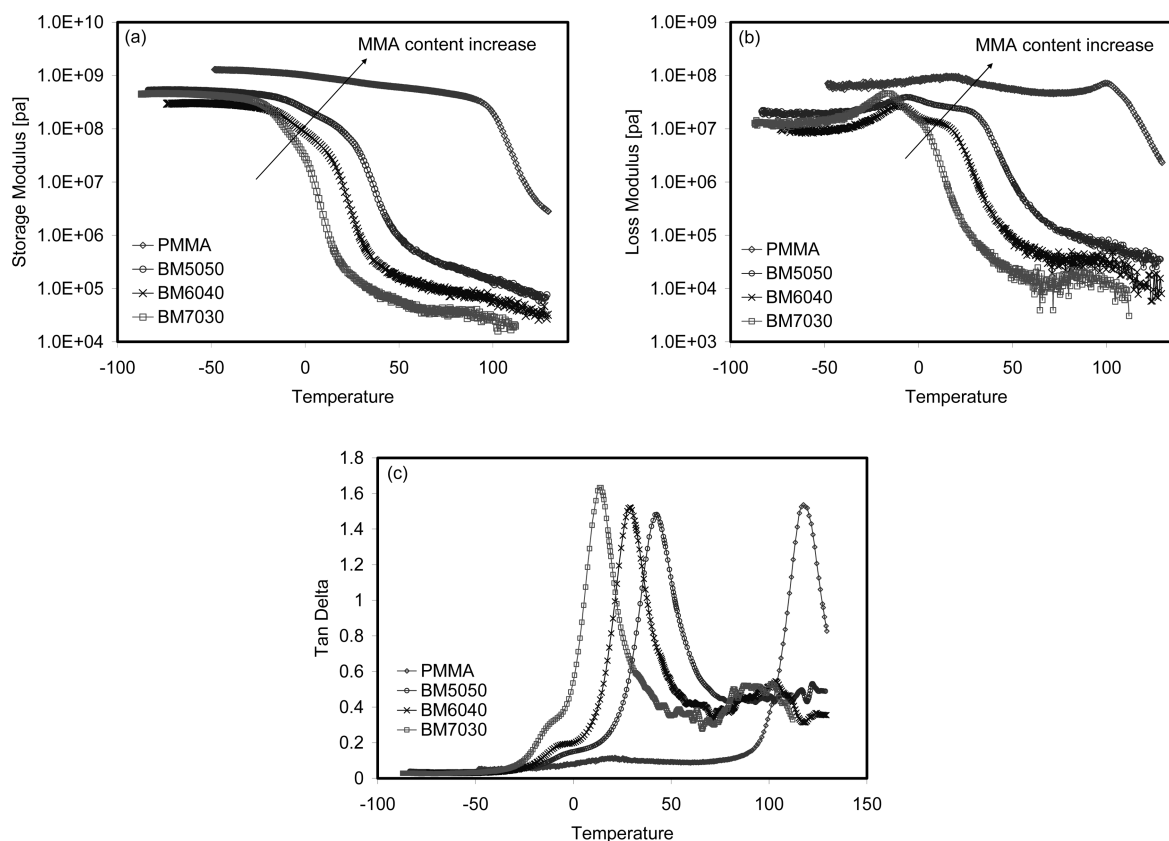 (a)
MMA content increase
1.0E+10
1.0E+09
1.0E+08
1.0E+07
1.0E+06
1.0E+05
1.0E+04
Storage Modulus [pa]
PMMA
BM5050
BM6040
BM7030
-100 -50 0 50 100
Temperature
(b)
MMA content increase
1.0E+09
1.0E+08
1.0E+07
1.0E+06
1.0E+05
1.0E+04
1.0E+03
Loss Modulus [pa]
PMMA
BM5050
BM6040
BM7030
-100 -50 0 50 100
Temperature
(c)
1.8
1.6
1.4
1.2
1
0.8
0.6
0.4
0.2
0
Tan Delta
PMMA
BM5050
BM6040
BM7030
-100 -50 0 50 100 150
Temperature